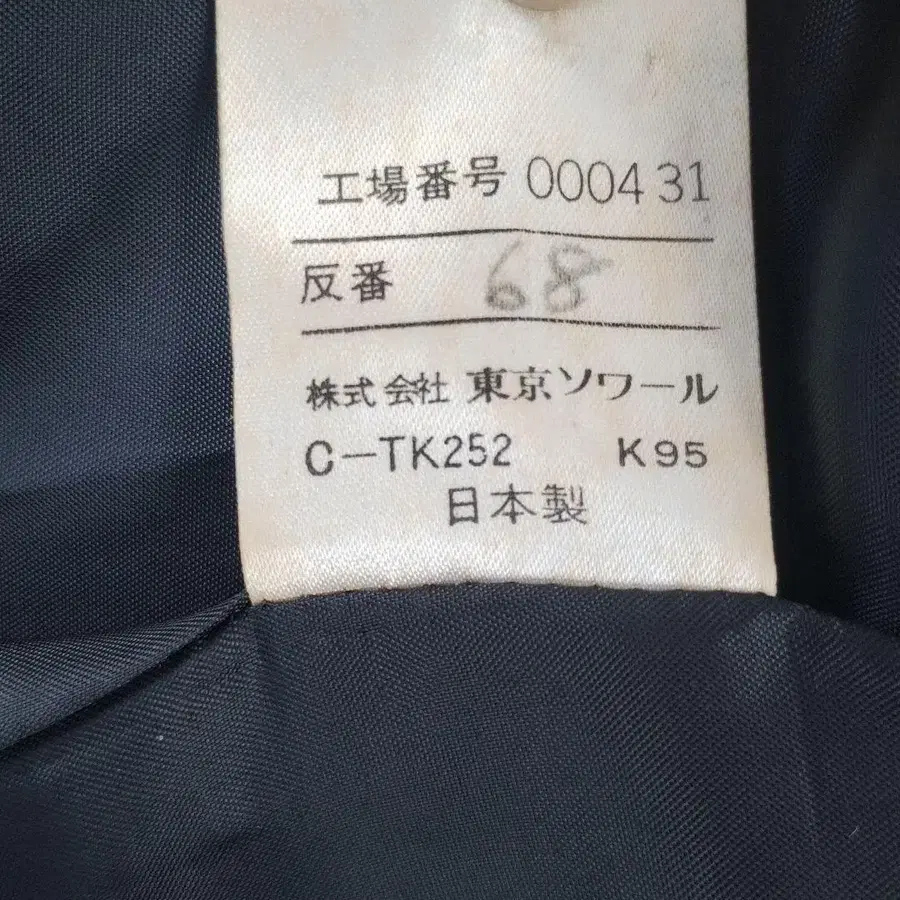 工場番号 000431
反番 68
株式会社 東京ソワール
C-TK252 K95
日本製